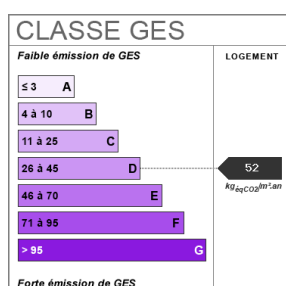 CLASSE GES
Faible émission de GES
LOGEMENT
≤ 3 A
4 à 10 B
11 à 25 C
26 à 45 D
52
kgéqCO2/m².an
46 à 70 E
71 à 95 F
> 95 G
Forte émission de GES